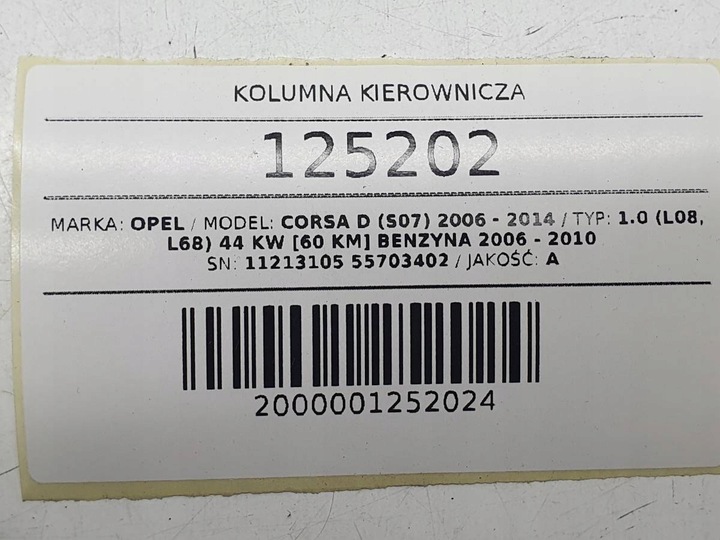 KOLUMNA KIEROWNICZA
125202
MARKA: OPEL / MODEL: CORSA D (S07) 2006 - 2014 / TYP: 1.0 (L08,
L68) 44 KW [60 KM] BENZYNA 2006 - 2010
SN: 11213105 55703402 / JAKOŚĆ: A
2000001252024